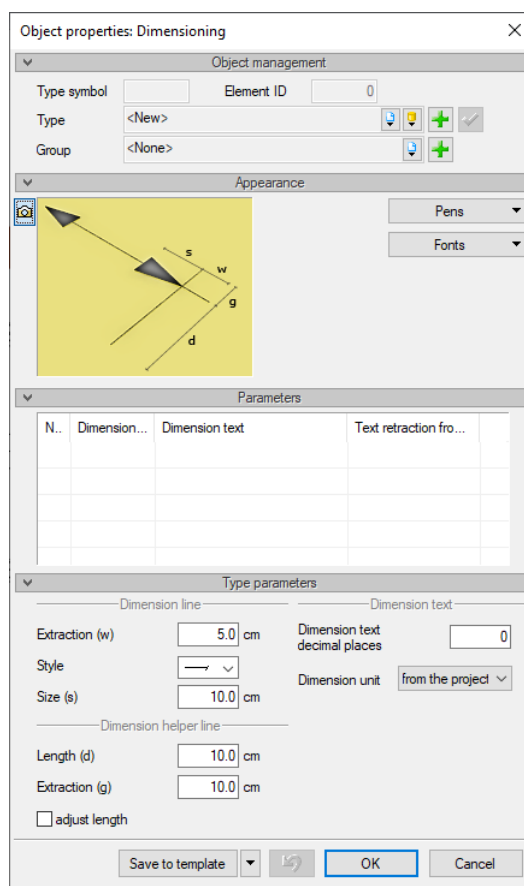 Object properties: Dimensioning
Object management
Type symbol Element ID 0
Type <New>
Group <None>
Appearance
Pens
Fonts
s
w
g
d
Parameters
N.. Dimension... Dimension text Text retraction fro...
Type parameters
Dimension line Dimension text
Extraction (w) 5.0 cm Dimension text decimal places 0
Style
Dimension unit from the project
Size (s) 10.0 cm
Dimension helper line
Length (d) 10.0 cm
Extraction (g) 10.0 cm
adjust length
Save to template OK Cancel